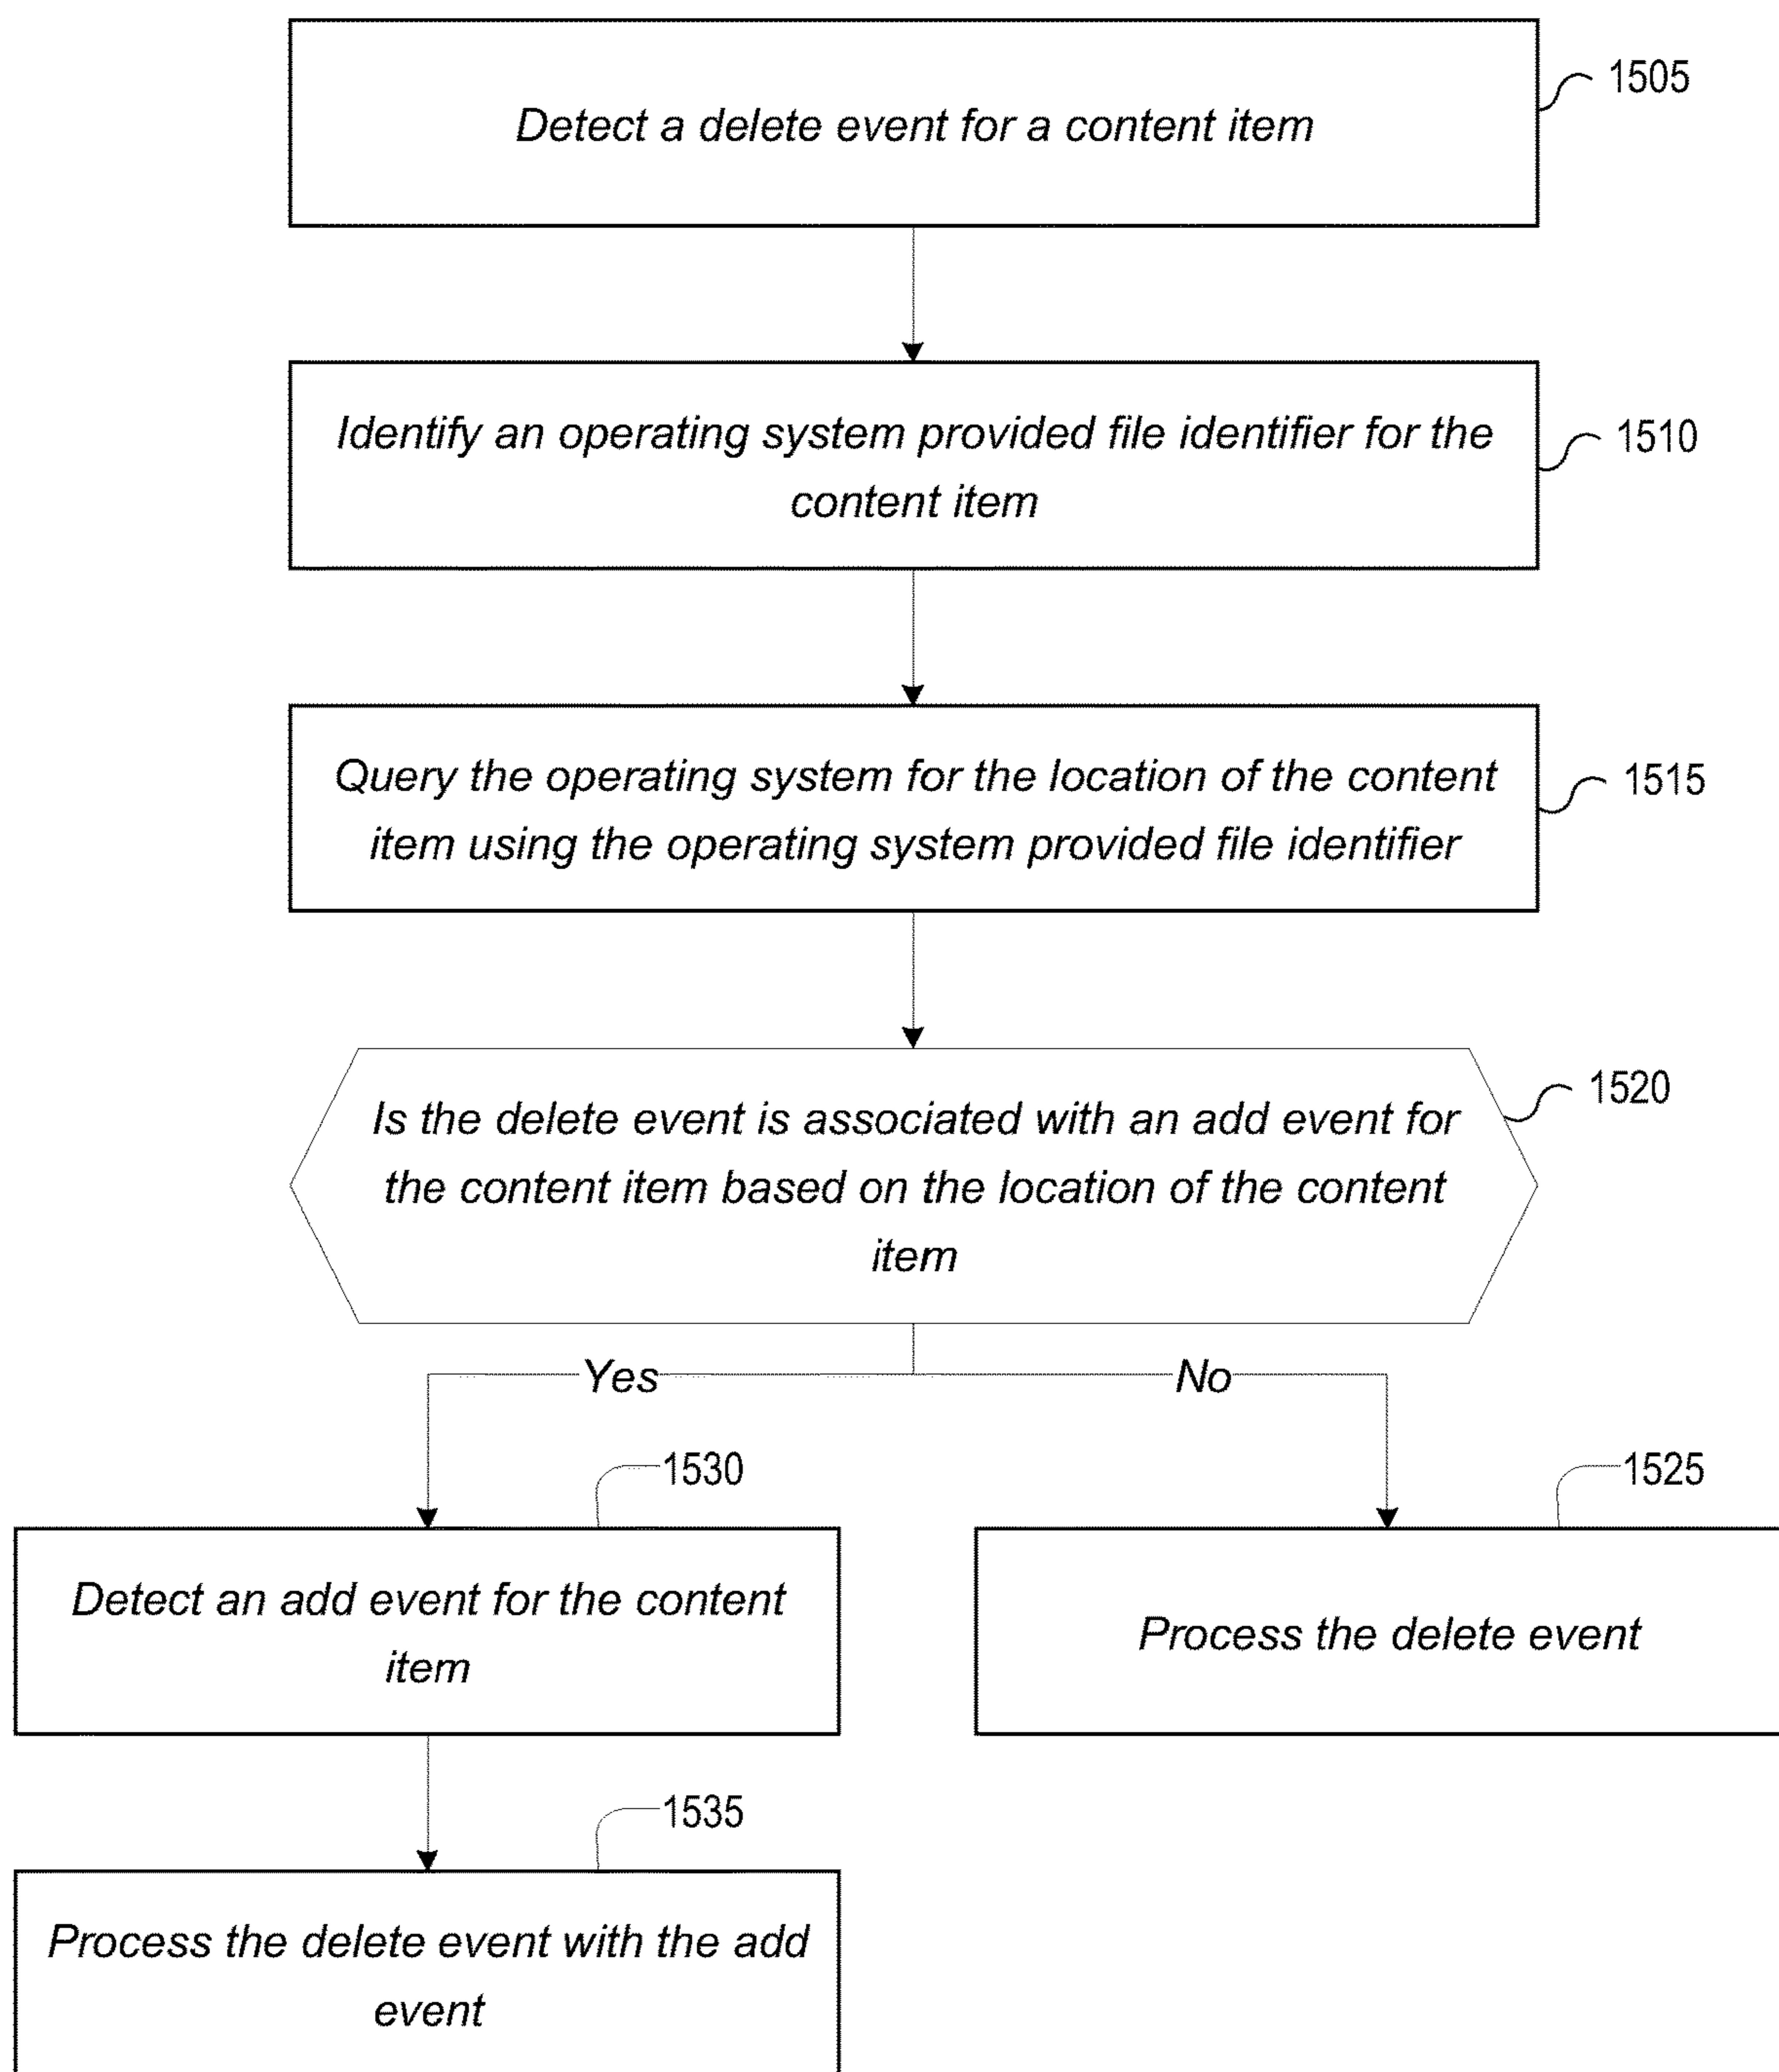 Detect a delete event for a content item
1505
Identify an operating system provided file identifier for the
content item
1510
Query the operating system for the location of the content
item using the operating system provided file identifier
1515
Is the delete event is associated with an add event for
the content item based on the location of the content
item
1520
Yes
No
1530
1525
Detect an add event for the content
item
Process the delete event
1535
Process the delete event with the add
event